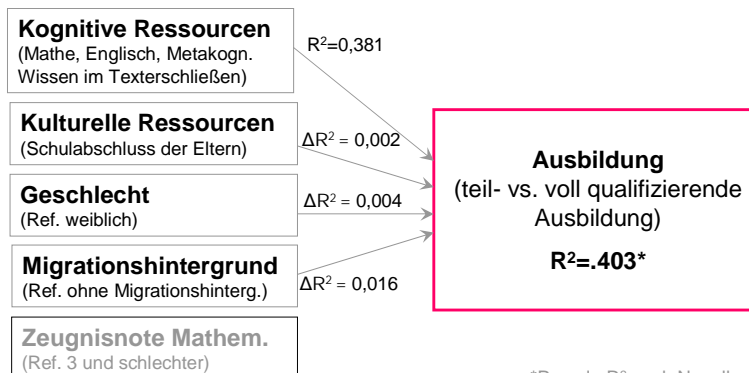 Kognitive Ressourcen
(Mathe, Englisch, Metakogn.
Wissen im Texterschließen)
R²=0,381
Kulturelle Ressourcen
(Schulabschluss der Eltern)
ΔR² = 0,002
Geschlecht
(Ref. weiblich)
ΔR² = 0,004
Migrationshintergrund
(Ref. ohne Migrationshinterg.)
ΔR² = 0,016
Zeugnisnote Mathem.
(Ref. 3 und schlechter)
Ausbildung
(teil- vs. voll qualifizierende
Ausbildung)
R²=.403*